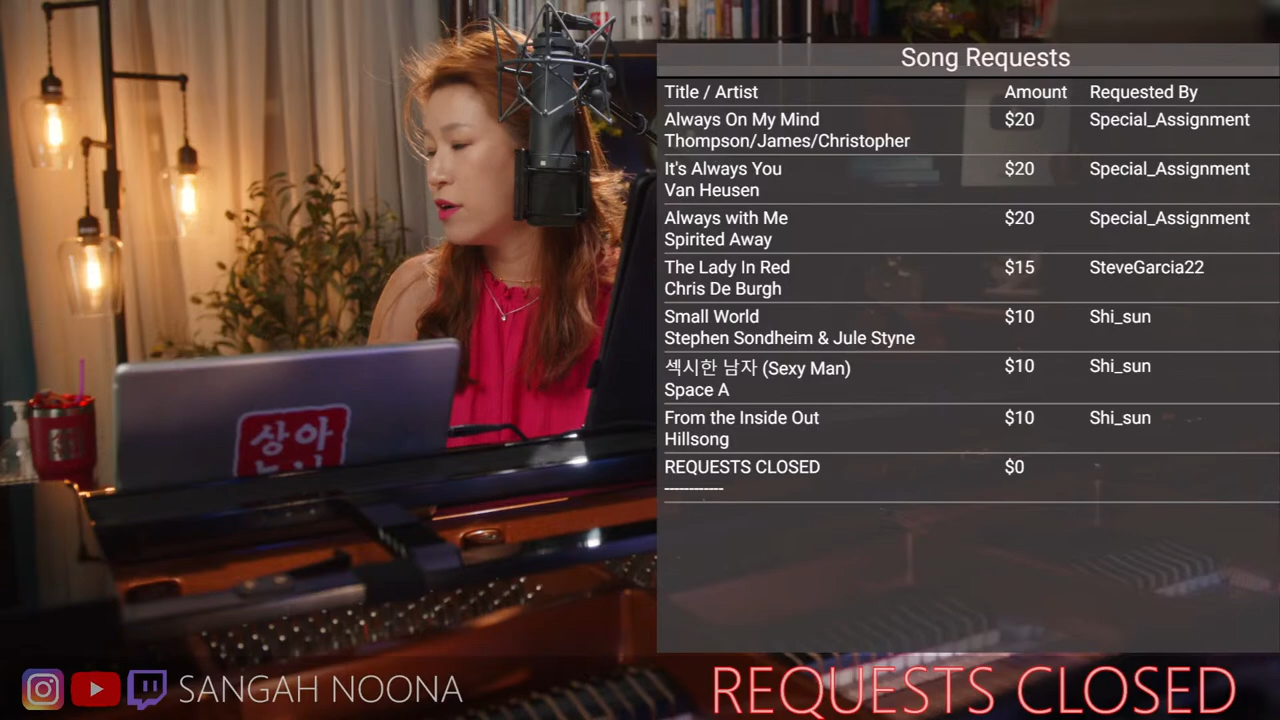 Song Requests
Title / Artist Amount Requested By
Always On My Mind $20 Special_Assignment
Thompson/James/Christopher
It's Always You $20 Special_Assignment
Van Heusen
Always with Me $20 Special_Assignment
Spirited Away
The Lady In Red $15 SteveGarcia22
Chris De Burgh
Small World $10 Shi_sun
Stephen Sondheim & Jule Styne
섹시한 남자 (Sexy Man) $10 Shi_sun
Space A
From the Inside Out $10 Shi_sun
Hillsong
REQUESTS CLOSED $0
------------
상아
SANGAH NOONA
REQUESTS CLOSED